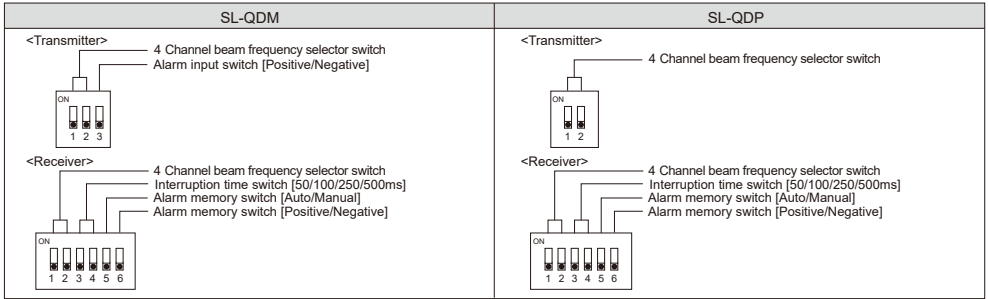 SL-QDM
<Transmitter>
4 Channel beam frequency selector switch
Alarm input switch [Positive/Negative]
ON
1 2 3
<Receiver>
4 Channel beam frequency selector switch
Interruption time switch [50/100/250/500ms]
Alarm memory switch [Auto/Manual]
Alarm memory switch [Positive/Negative]
ON
1 2 3 4 5 6
SL-QDP
<Transmitter>
4 Channel beam frequency selector switch
ON
1 2
<Receiver>
4 Channel beam frequency selector switch
Interruption time switch [50/100/250/500ms]
Alarm memory switch [Auto/Manual]
Alarm memory switch [Positive/Negative]
ON
1 2 3 4 5 6